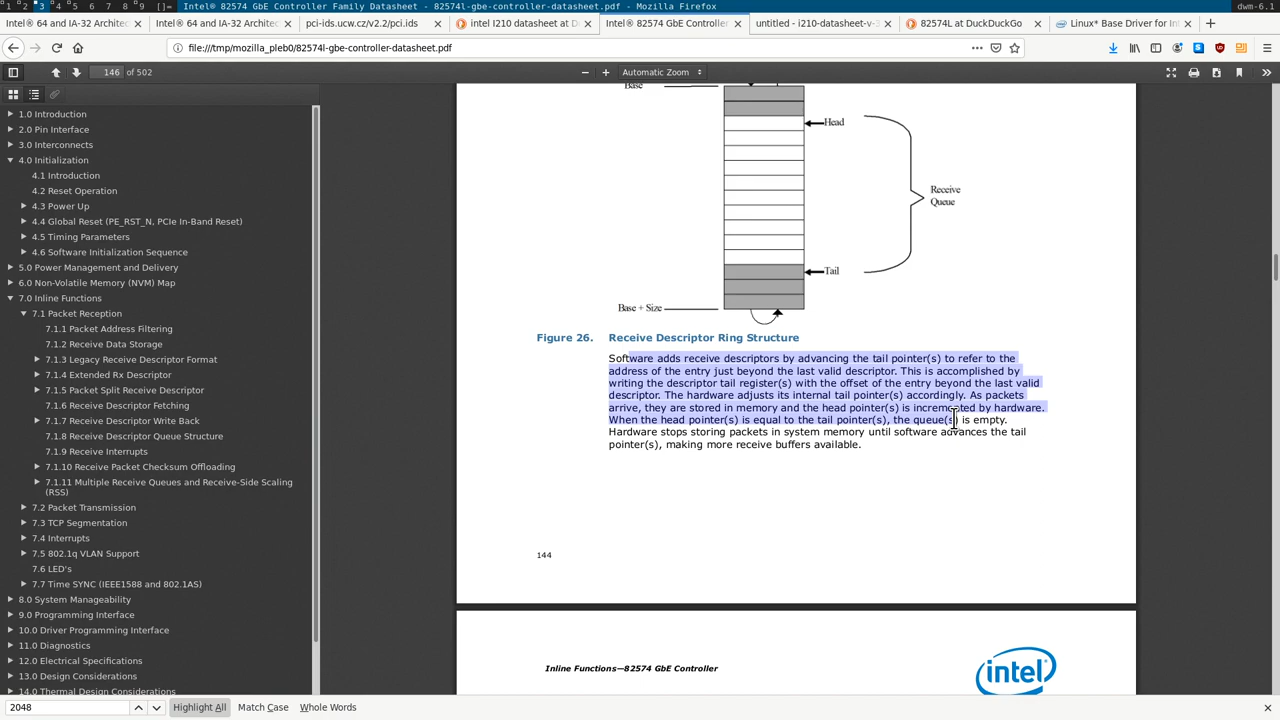 1 2 3 4 5 6 7 8 9 []= Intel® 82574 GbE Controller Family Datasheet - 82574l-gbe-controller-datasheet.pdf - Mozilla Firefox dwm-6.1
Intel® 64 and IA-32 Architec Intel® 64 and IA-32 Architec pci-ids.ucw.cz/v2.2/pci.ids intel I210 datasheet at D Intel® 82574 GbE Controlle untitled - i210-datasheet-v-3 82574L at DuckDuckGo Linux* Base Driver for Int
file:///tmp/mozilla_pleb0/82574l-gbe-controller-datasheet.pdf
146 of 502 Automatic Zoom
1.0 Introduction
2.0 Pin Interface
3.0 Interconnects
4.0 Initialization
4.1 Introduction
4.2 Reset Operation
4.3 Power Up
4.4 Global Reset (PE_RST_N, PCIe In-Band Reset)
4.5 Timing Parameters
4.6 Software Initialization Sequence
5.0 Power Management and Delivery
6.0 Non-Volatile Memory (NVM) Map
7.0 Inline Functions
7.1 Packet Reception
7.1.1 Packet Address Filtering
7.1.2 Receive Data Storage
7.1.3 Legacy Receive Descriptor Format
7.1.4 Extended Rx Descriptor
7.1.5 Packet Split Receive Descriptor
7.1.6 Receive Descriptor Fetching
7.1.7 Receive Descriptor Write Back
7.1.8 Receive Descriptor Queue Structure
7.1.9 Receive Interrupts
7.1.10 Receive Packet Checksum Offloading
7.1.11 Multiple Receive Queues and Receive-Side Scaling
(RSS)
7.2 Packet Transmission
7.3 TCP Segmentation
7.4 Interrupts
7.5 802.1q VLAN Support
7.6 LED's
7.7 Time SYNC (IEEE1588 and 802.1AS)
8.0 System Manageability
9.0 Programming Interface
10.0 Driver Programming Interface
11.0 Diagnostics
12.0 Electrical Specifications
13.0 Design Considerations
14.0 Thermal Design Considerations
Base
Head
Receive
Queue
Tail
Base + Size
Figure 26. Receive Descriptor Ring Structure
Software adds receive descriptors by advancing the tail pointer(s) to refer to the
address of the entry just beyond the last valid descriptor. This is accomplished by
writing the descriptor tail register(s) with the offset of the entry beyond the last valid
descriptor. The hardware adjusts its internal tail pointer(s) accordingly. As packets
arrive, they are stored in memory and the head pointer(s) is incremented by hardware.
When the head pointer(s) is equal to the tail pointer(s), the queue(s) is empty.
Hardware stops storing packets in system memory until software advances the tail
pointer(s), making more receive buffers available.
144
Inline Functions—82574 GbE Controller
intel
2048 Highlight All Match Case Whole Words